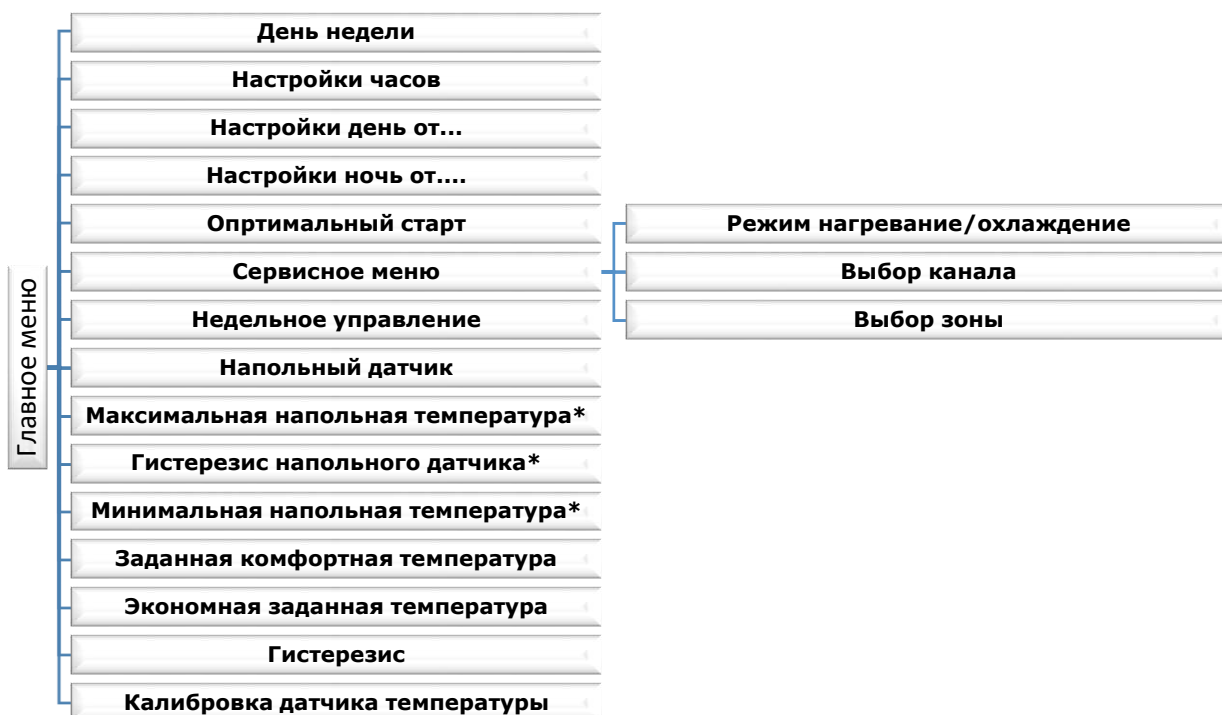 Главное меню
День недели
Настройки часов
Настройки день от...
Настройки ночь от....
Опртимальный старт
Сервисное меню
Режим нагревание/охлаждение
Выбор канала
Выбор зоны
Недельное управление
Напольный датчик
Максимальная напольная температура*
Гистерезис напольного датчика*
Минимальная напольная температура*
Заданная комфортная температура
Экономная заданная температура
Гистерезис
Калибровка датчика температуры